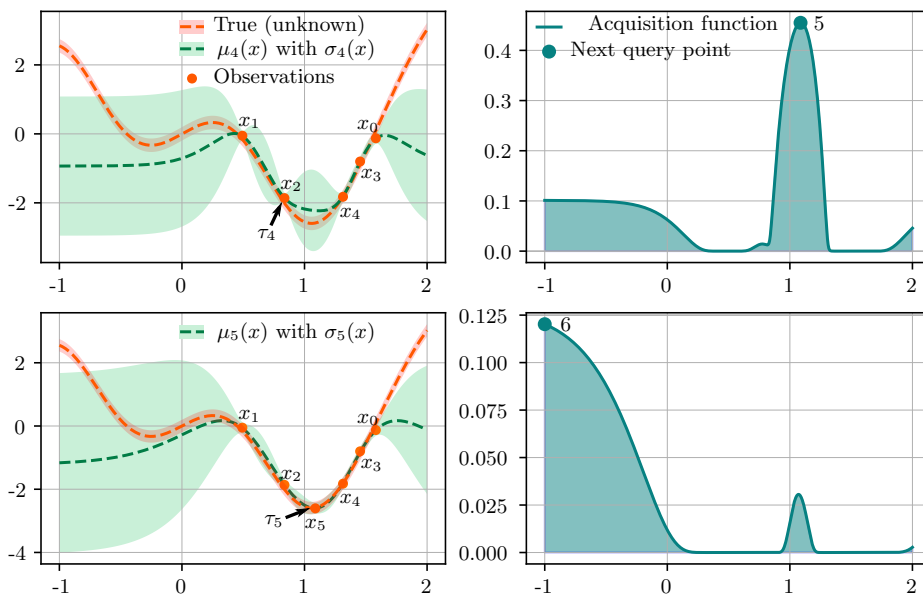 True (unknown)
μ₄(x) with σ₄(x)
Observations
x₁
x₀
x₃
x₂
x₄
τ₄
2
0
-2
-1
0
1
2
Acquisition function
5
Next query point
0.4
0.3
0.2
0.1
0.0
-1
0
1
2
μ₅(x) with σ₅(x)
x₁
x₀
x₃
x₂
x₄
τ₅
x₅
2
0
-2
-4
-1
0
1
2
6
0.125
0.100
0.075
0.050
0.025
0.000
-1
0
1
2